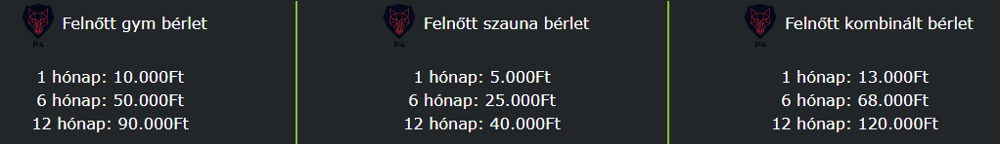 Felnőtt gym bérlet
P4
1 hónap: 10.000Ft
6 hónap: 50.000Ft
12 hónap: 90.000Ft
Felnőtt szauna bérlet
P4
1 hónap: 5.000Ft
6 hónap: 25.000Ft
12 hónap: 40.000Ft
Felnőtt kombinált bérlet
P4
1 hónap: 13.000Ft
6 hónap: 68.000Ft
12 hónap: 120.000Ft